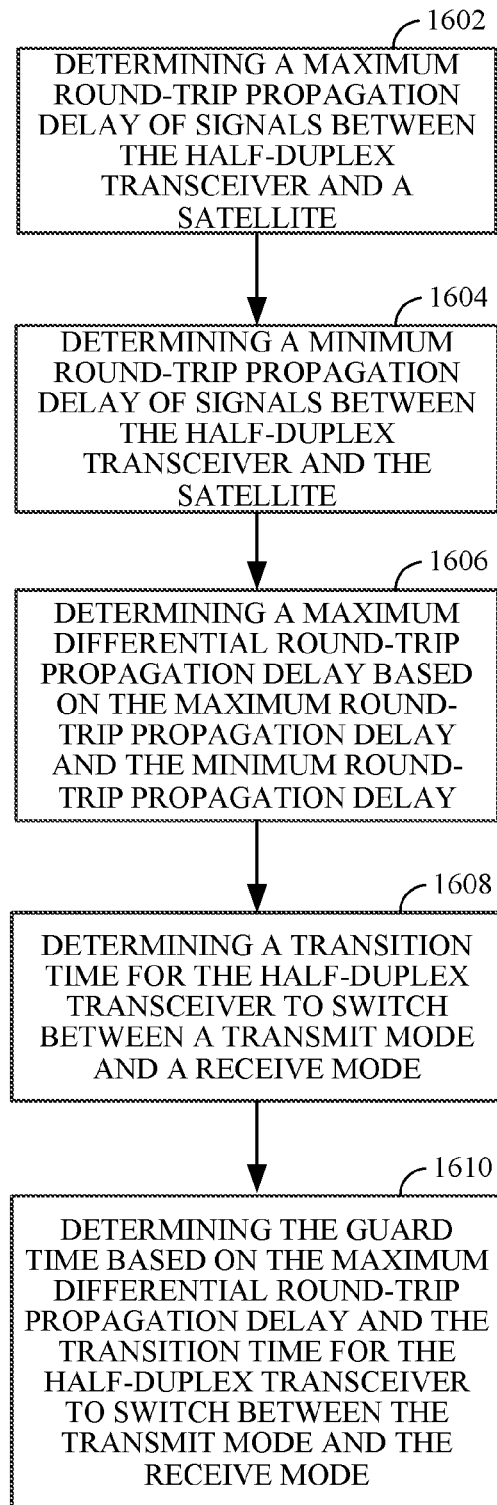 1602
DETERMINING A MAXIMUM
ROUND-TRIP PROPAGATION
DELAY OF SIGNALS BETWEEN
THE HALF-DUPLEX
TRANSCEIVER AND A
SATELLITE
1604
DETERMINING A MINIMUM
ROUND-TRIP PROPAGATION
DELAY OF SIGNALS BETWEEN
THE HALF-DUPLEX
TRANSCEIVER AND THE
SATELLITE
1606
DETERMINING A MAXIMUM
DIFFERENTIAL ROUND-TRIP
PROPAGATION DELAY BASED
ON THE MAXIMUM ROUND-
TRIP PROPAGATION DELAY
AND THE MINIMUM ROUND-
TRIP PROPAGATION DELAY
1608
DETERMINING A TRANSITION
TIME FOR THE HALF-DUPLEX
TRANSCEIVER TO SWITCH
BETWEEN A TRANSMIT MODE
AND A RECEIVE MODE
1610
DETERMINING THE GUARD
TIME BASED ON THE MAXIMUM
DIFFERENTIAL ROUND-TRIP
PROPAGATION DELAY AND THE
TRANSITION TIME FOR THE
HALF-DUPLEX TRANSCEIVER
TO SWITCH BETWEEN THE
TRANSMIT MODE AND THE
RECEIVE MODE